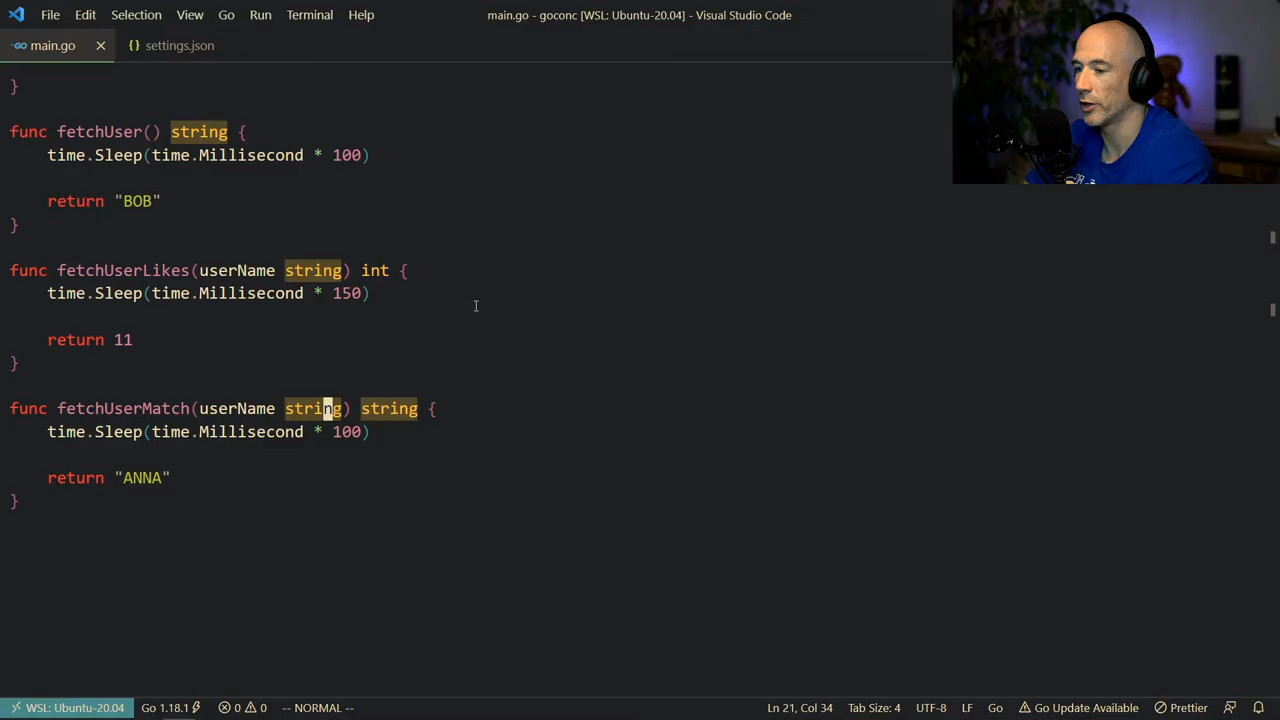 File Edit Selection View Go Run Terminal Help main.go - goconc [WSL: Ubuntu-20.04] - Visual Studio Code
main.go settings.json
}
func fetchUser() string {
    time.Sleep(time.Millisecond * 100)
    return "BOB"
}
func fetchUserLikes(userName string) int {
    time.Sleep(time.Millisecond * 150)
    return 11
}
func fetchUserMatch(userName string) string {
    time.Sleep(time.Millisecond * 100)
    return "ANNA"
}
WSL: Ubuntu-20.04 Go 1.18.1 0 0 -- NORMAL -- Ln 21, Col 34 Tab Size: 4 UTF-8 LF Go Go Update Available Prettier